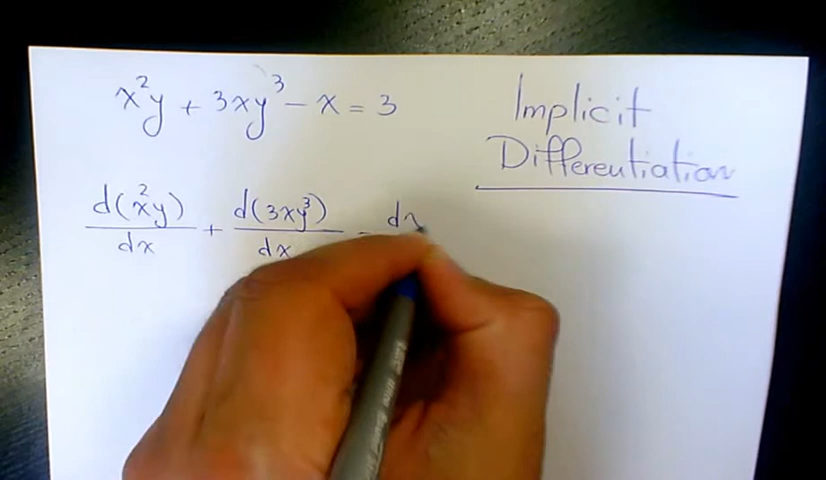 x²y + 3xy³ - x = 3
Implicit
Differentiation
d(x²y)/dx + d(3xy³)/dx - dx